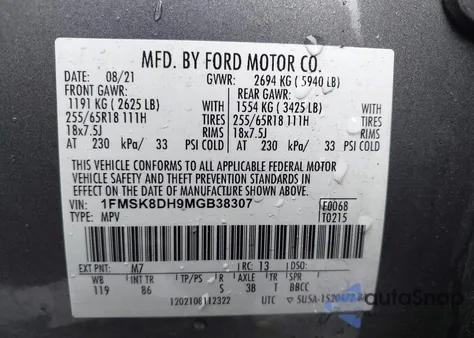 MFD. BY FORD MOTOR CO.
DATE: 08/21 GVWR: 2694 KG (5940 LB)
FRONT GAWR: REAR GAWR:
1191 KG (2625 LB) WITH 1554 KG (3425 LB) WITH
255/65R18 111H TIRES 255/65R18 111H TIRES
18x7.5J RIMS 18x7.5J RIMS
AT 230 kPa/ 33 PSI COLD AT 230 kPa/ 33 PSI COLD
THIS VEHICLE CONFORMS TO ALL APPLICABLE FEDERAL MOTOR
VEHICLE SAFETY AND THEFT PREVENTION STANDARDS
IN EFFECT ON THE DATE OF MANUFACTURE SHOWN ABOVE.
VIN: 1FMSK8DH9MGB38307 F0068
TYPE: MPV T0215
EXT PNT: M7 RC: 13 DSO:
WB INT TR TP/PS R AXLE TR SPR
119 86 S 3B T BBCC
1202108112322 UTC
autoSnap